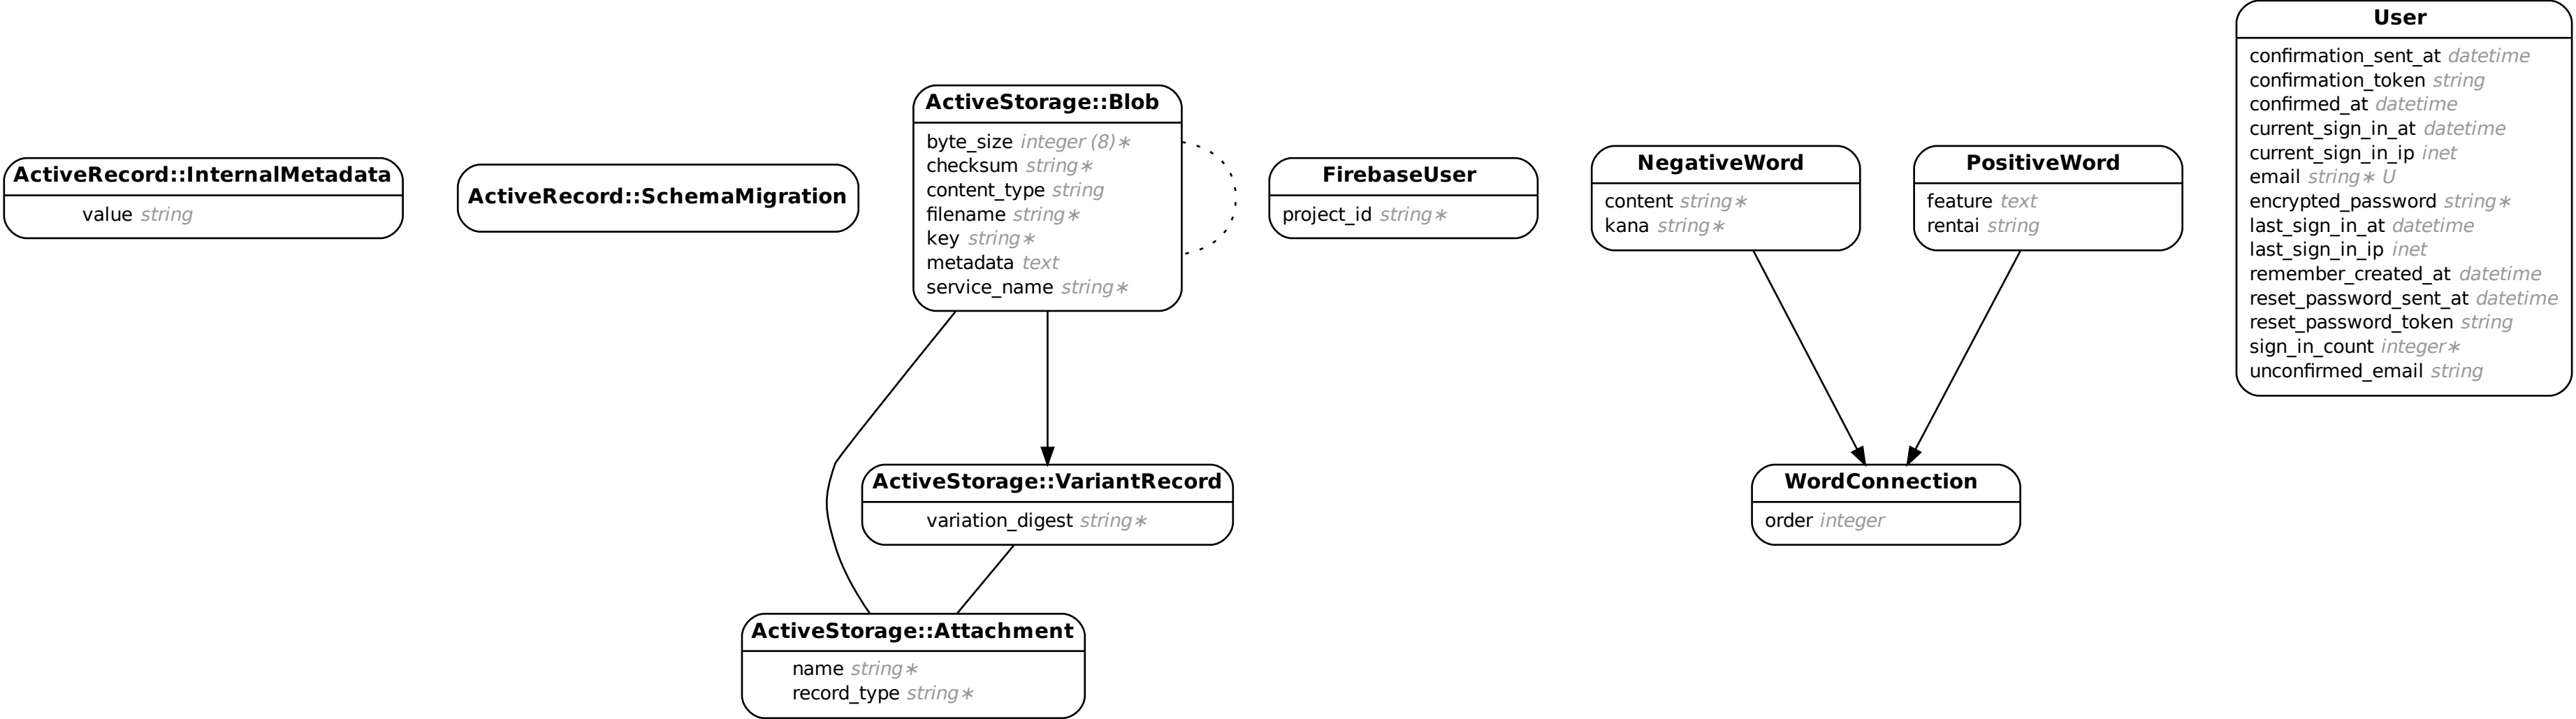 ActiveRecord::InternalMetadata
value string
ActiveRecord::SchemaMigration
ActiveStorage::Blob
byte_size integer (8)∗
checksum string∗
content_type string
filename string∗
key string∗
metadata text
service_name string∗
FirebaseUser
project_id string∗
NegativeWord
content string∗
kana string∗
PositiveWord
feature text
rentai string
User
confirmation_sent_at datetime
confirmation_token string
confirmed_at datetime
current_sign_in_at datetime
current_sign_in_ip inet
email string∗ U
encrypted_password string∗
last_sign_in_at datetime
last_sign_in_ip inet
remember_created_at datetime
reset_password_sent_at datetime
reset_password_token string
sign_in_count integer∗
unconfirmed_email string
ActiveStorage::VariantRecord
variation_digest string∗
WordConnection
order integer
ActiveStorage::Attachment
name string∗
record_type string∗